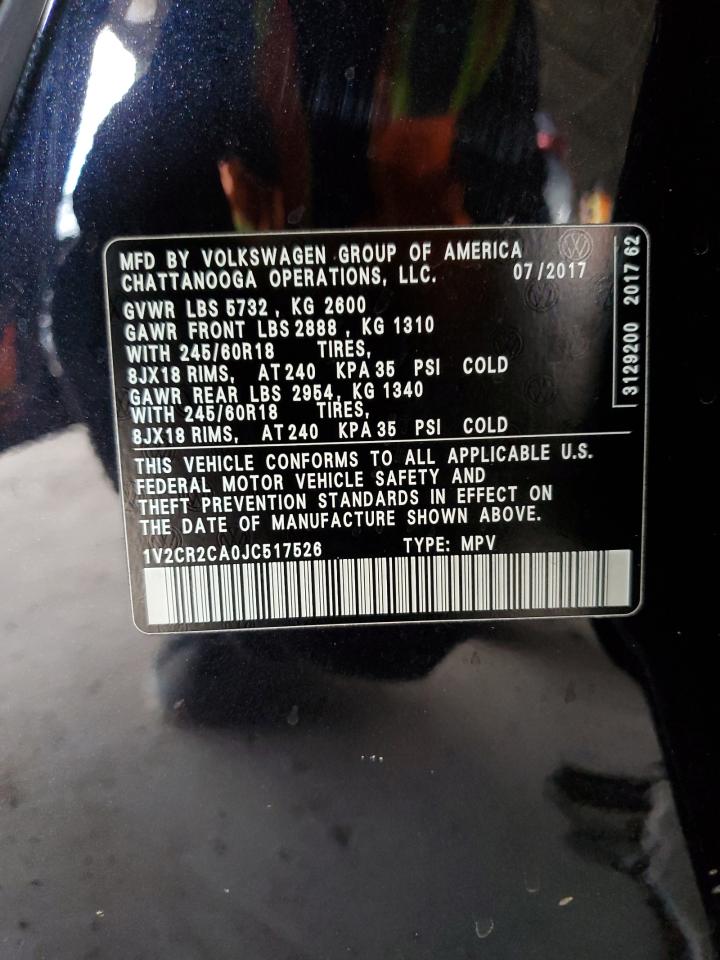 MFD BY VOLKSWAGEN GROUP OF AMERICA
CHATTANOOGA OPERATIONS, LLC. 07/2017
GVWR LBS 5732 , KG 2600
GAWR FRONT LBS 2888 , KG 1310
WITH 245/60R18 TIRES,
8JX18 RIMS, AT 240 KPA 35 PSI COLD
GAWR REAR LBS 2954, KG 1340
WITH 245/60R18 TIRES,
8JX18 RIMS, AT 240 KPA 35 PSI COLD
THIS VEHICLE CONFORMS TO ALL APPLICABLE U.S.
FEDERAL MOTOR VEHICLE SAFETY AND
THEFT PREVENTION STANDARDS IN EFFECT ON
THE DATE OF MANUFACTURE SHOWN ABOVE.
1V2CR2CA0JC517526 TYPE: MPV
3129200 2017 62